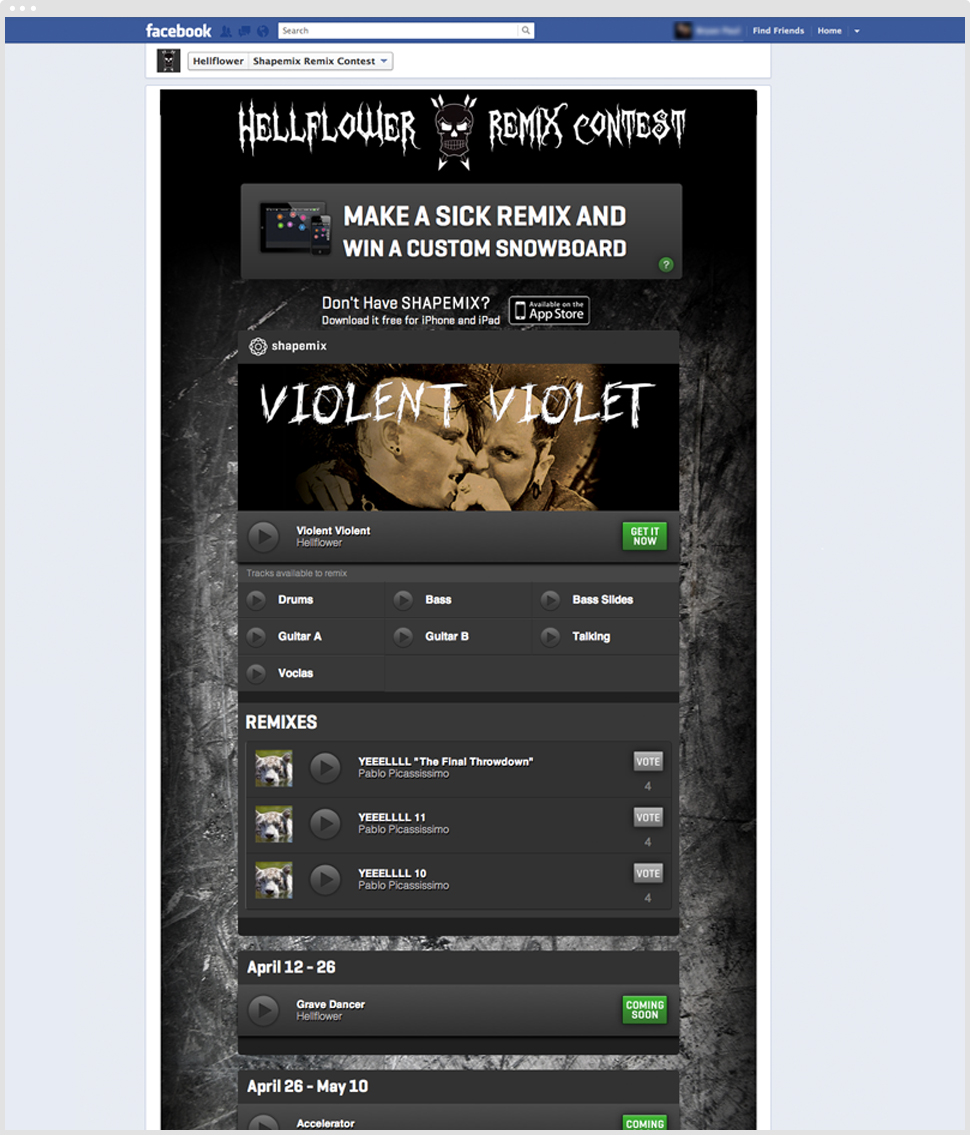 facebook
Search
Find Friends
Home
Hellflower
Shapemix Remix Contest
HELLFLOWER REMIX CONTEST
MAKE A SICK REMIX AND
WIN A CUSTOM SNOWBOARD
?
Don't Have SHAPEMIX?
Download it free for iPhone and iPad
Available on the
App Store
shapemix
VIOLENT VIOLET
Violent Violent
Hellflower
GET IT
NOW
Tracks available to remix
Drums
Bass
Bass Slides
Guitar A
Guitar B
Talking
Voclas
REMIXES
YEEELLLL "The Final Throwdown"
Pablo Picassissimo
VOTE
4
YEEELLLL 11
Pablo Picassissimo
VOTE
4
YEEELLLL 10
Pablo Picassissimo
VOTE
4
April 12 - 26
Grave Dancer
Hellflower
COMING
SOON
April 26 - May 10
Accelerator
COMING